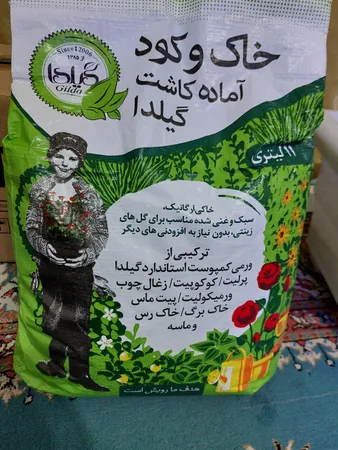 Since 2006
از ۱۳۸۵
گیلدا
Gilda
خاک و کود
آماده کاشت
گیلدا
۱۱ لیتری
خاکی ارگانیک،
سبک و غنی شده مناسب برای گل های
زینتی، بدون نیاز به افزودنی های دیگر
ترکیبی از
ورمی کمپوست استاندارد گیلدا
پرلیت/ کوکوپیت/ زغال چوب
ورمیکولیت/ پیت ماس
خاک برگ/ خاک رس
و ماسه
هدف ما رویش است